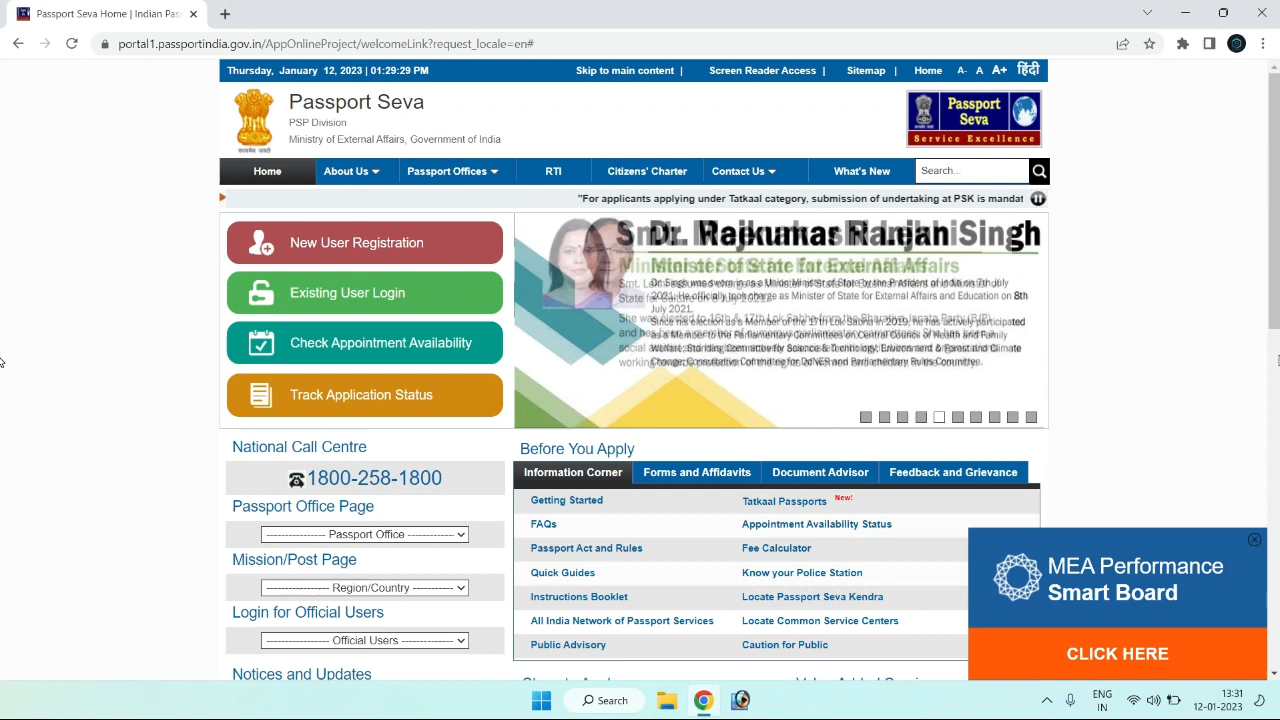 Passport Seva Home | Indian Pas
portal1.passportindia.gov.in/AppOnlineProject/welcomeLink?request_locale=en#
Thursday, January 12, 2023 | 01:29:29 PM
Skip to main content | Screen Reader Access | Sitemap | Home A- A A+ हिंदी
Passport Seva
PSP Division
Ministry of External Affairs, Government of India
सत्यमेव जयते
Passport
Seva
Service Excellence
Home About Us Passport Offices RTI Citizens' Charter Contact Us What's New Search...
"For applicants applying under Tatkaal category, submission of undertaking at PSK is mandat
New User Registration
Existing User Login
Check Appointment Availability
Track Application Status
Minister of State for External Affairs
National Call Centre
1800-258-1800
Passport Office Page
Passport Office
Mission/Post Page
Region/Country
Login for Official Users
Official Users
Notices and Updates
Before You Apply
Information Corner Forms and Affidavits Document Advisor Feedback and Grievance
Getting Started Tatkaal Passports New!
FAQs Appointment Availability Status
Passport Act and Rules Fee Calculator
Quick Guides Know your Police Station
Instructions Booklet Locate Passport Seva Kendra
All India Network of Passport Services Locate Common Service Centers
Public Advisory Caution for Public
MEA Performance
Smart Board
CLICK HERE
Search
ENG
IN
13:31
12-01-2023